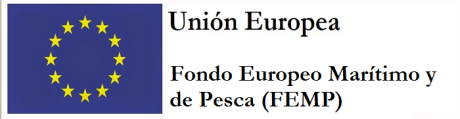 Unión Europea
Fondo Europeo Marítimo y
de Pesca (FEMP)